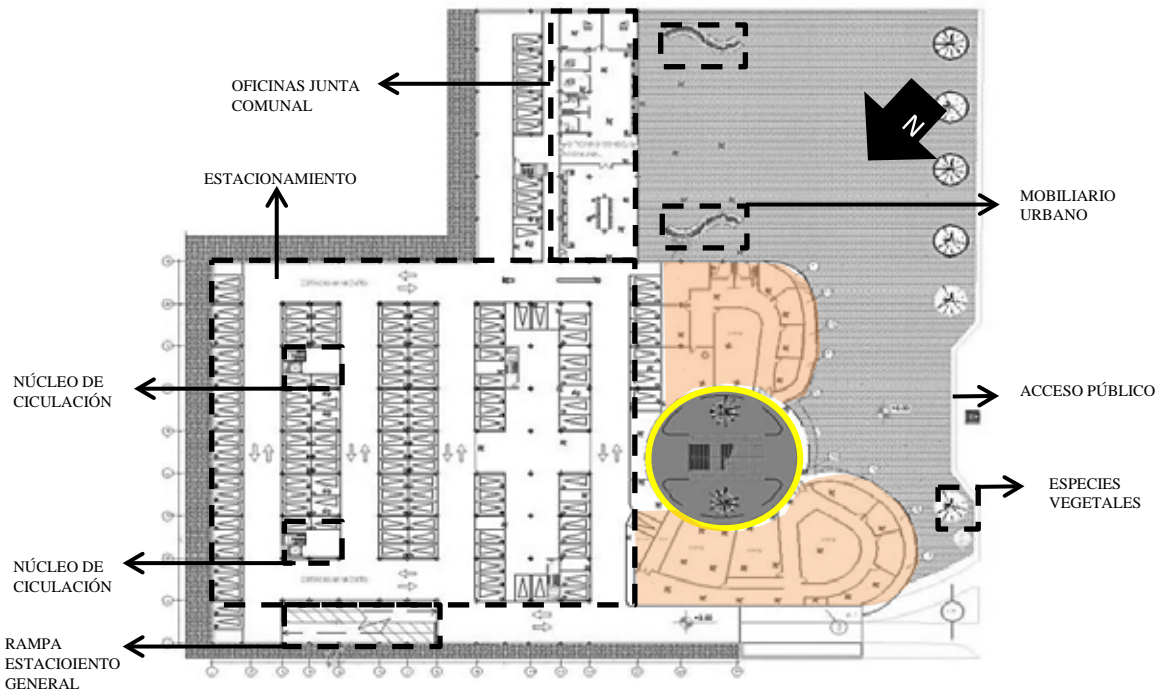 OFICINAS JUNTA
COMUNAL
ESTACIONAMIENTO
NÚCLEO DE
CICULACIÓN
NÚCLEO DE
CICULACIÓN
RAMPA
ESTACIOIENTO
GENERAL
N
MOBILIARIO
URBANO
ACCESO PÚBLICO
ESPECIES
VEGETALES